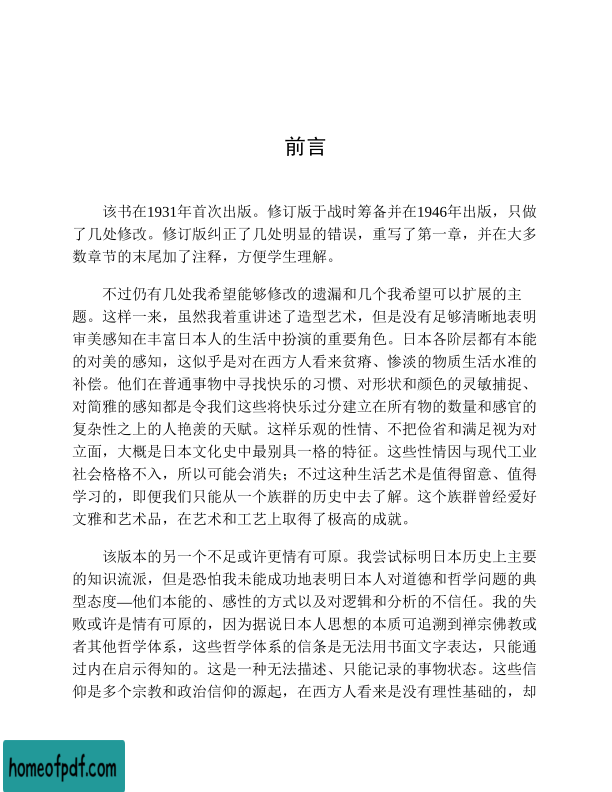 前言
该书在1931年首次出版。修订版于战时筹备并在1946年出版，只做
了几处修改。修订版纠正了几处明显的错误，重写了第一章，并在大多
数章节的末尾加了注释，方便学生理解。
不过仍有几处我希望能够修改的遗漏和几个我希望可以扩展的主
题。这样一来，虽然我着重讲述了造型艺术，但是没有足够清晰地表明
审美感知在丰富日本人的生活中扮演的重要角色。日本各阶层都有本能
的对美的感知，这似乎是对在西方人看来贫瘠、惨淡的物质生活水准的
补偿。他们在普通事物中寻找快乐的习惯、对形状和颜色的灵敏捕捉、
对简雅的感知都是令我们这些将快乐过分建立在所有物的数量和感官的
复杂性之上的人艳羡的天赋。这样乐观的性情、不把俭省和满足视为对
立面，大概是日本文化史中最别具一格的特征。这些性情因与现代工业
社会格格不入，所以可能会消失；不过这种生活艺术是值得留意、值得
学习的，即便我们只能从一个族群的历史中去了解。这个族群曾经爱好
文雅和艺术品，在艺术和工艺上取得了极高的成就。
该版本的另一个不足或许更情有可原。我尝试标明日本历史上主要
的知识流派，但是恐怕我未能成功地表明日本人对道德和哲学问题的典
型态度—他们本能的、感性的方式以及对逻辑和分析的不信任。我的失
败或许是情有可原的，因为据说日本人思想的本质可追溯到禅宗佛教或
者其他哲学体系，这些哲学体系的信条是无法用书面文字表达，只能通
过内在启示得知的。这是一种无法描述、只能记录的事物状态。这些信
仰是多个宗教和政治信仰的源起，在西方人看来是没有理性基础的，却
homeofpdf.com